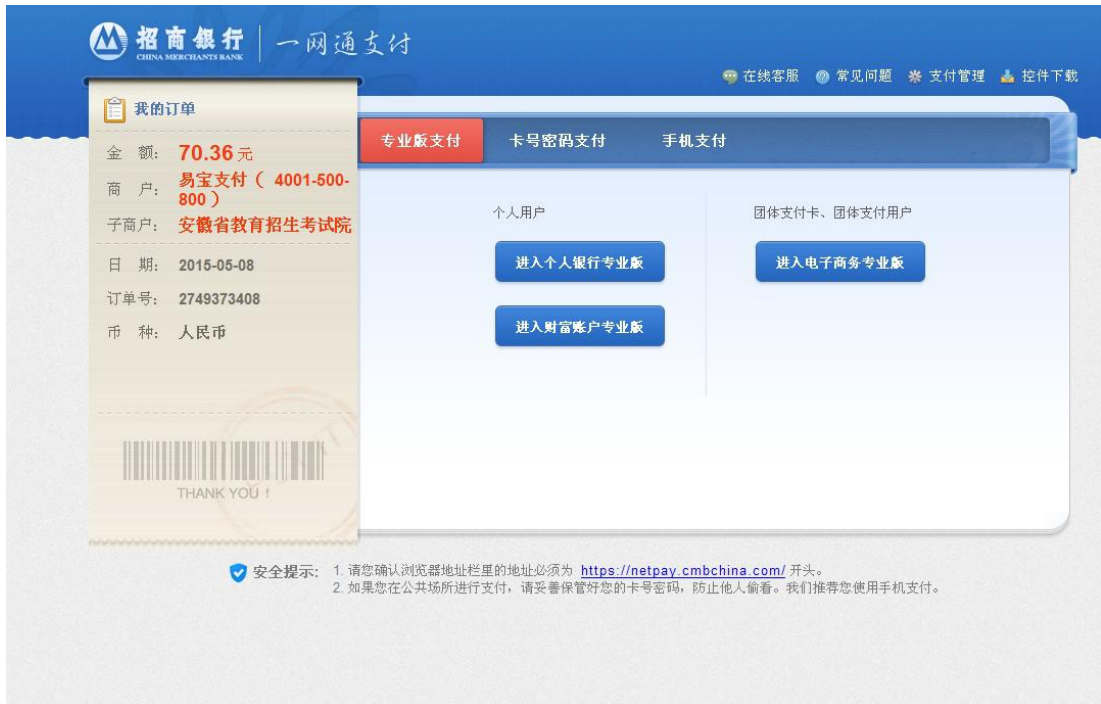 招商银行 一网通支付
CHINA MERCHANTS BANK
在线客服 常见问题 支付管理 控件下载
我的订单
金 额: 70.36 元
商 户: 易宝支付( 4001-500-
800 )
子商户: 安徽省教育招生考试院
日 期: 2015-05-08
订单号: 2749373408
币 种: 人民币
THANK YOU !
专业版支付 卡号密码支付 手机支付
个人用户
进入个人银行专业版
进入财富账户专业版
团体支付卡、团体支付用户
进入电子商务专业版
安全提示: 1. 请您确认浏览器地址栏里的地址必须为 https://netpay.cmbchina.com/ 开头。
2. 如果您在公共场所进行支付，请妥善保管好您的卡号密码，防止他人偷看。我们推荐您使用手机支付。